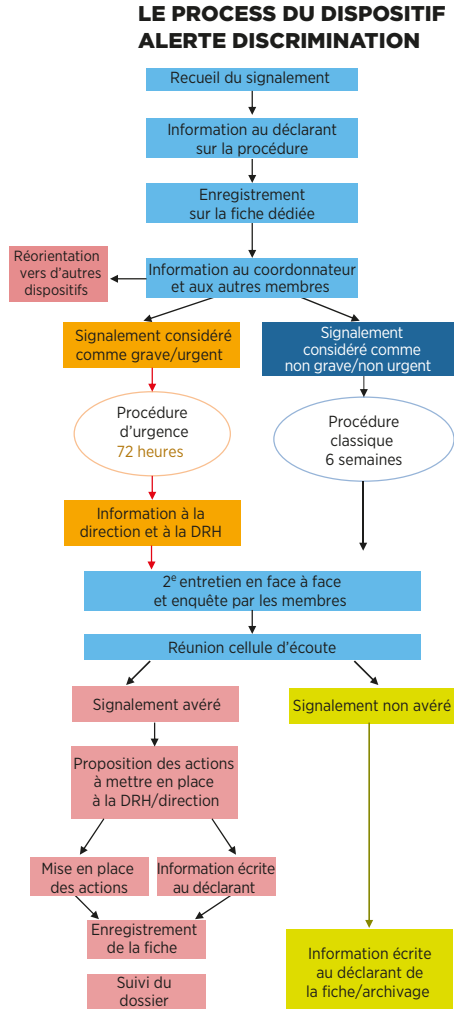 LE PROCESS DU DISPOSITIF
ALERTE DISCRIMINATION
Recueil du signalement
Information au déclarant
sur la procédure
Enregistrement
sur la fiche dédiée
Réorientation
vers d'autres
dispositifs
Information au coordonnateur
et aux autres membres
Signalement considéré
comme grave/urgent
Signalement
considéré comme
non grave/non urgent
Procédure
d'urgence
72 heures
Procédure
classique
6 semaines
Information à la
direction et à la DRH
2e entretien en face à face
et enquête par les membres
Réunion cellule d'écoute
Signalement avéré
Signalement non avéré
Proposition des actions
à mettre en place
à la DRH/direction
Mise en place
des actions
Information écrite
au déclarant
Enregistrement
de la fiche
Suivi du
dossier
Information écrite
au déclarant de
la fiche/archivage